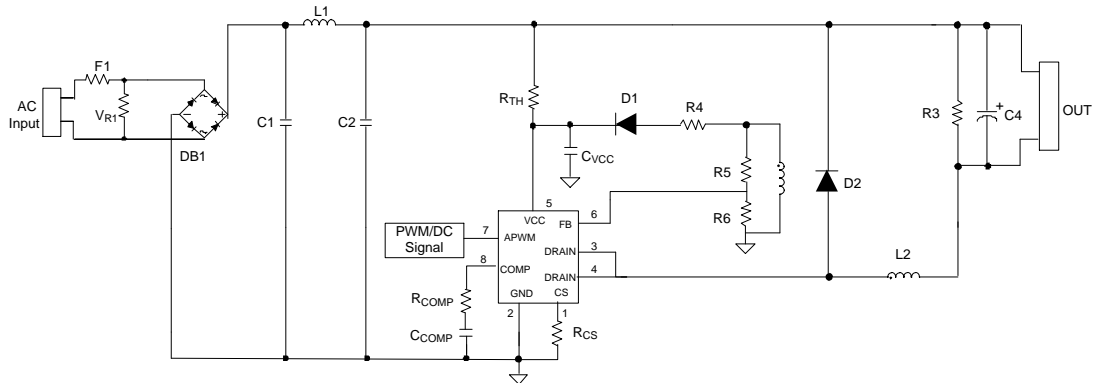 L1
F1
AC
Input
VR1
DB1
C1
C2
RTH
D1
R4
CVCC
R5
R6
D2
R3
+
C4
OUT
L2
5
VCC
6
FB
PWM/DC
Signal
7
APWM
DRAIN
3
8
COMP
DRAIN
4
GND
CS
2
1
RCOMP
CCOMP
RCS
~
+
−
~